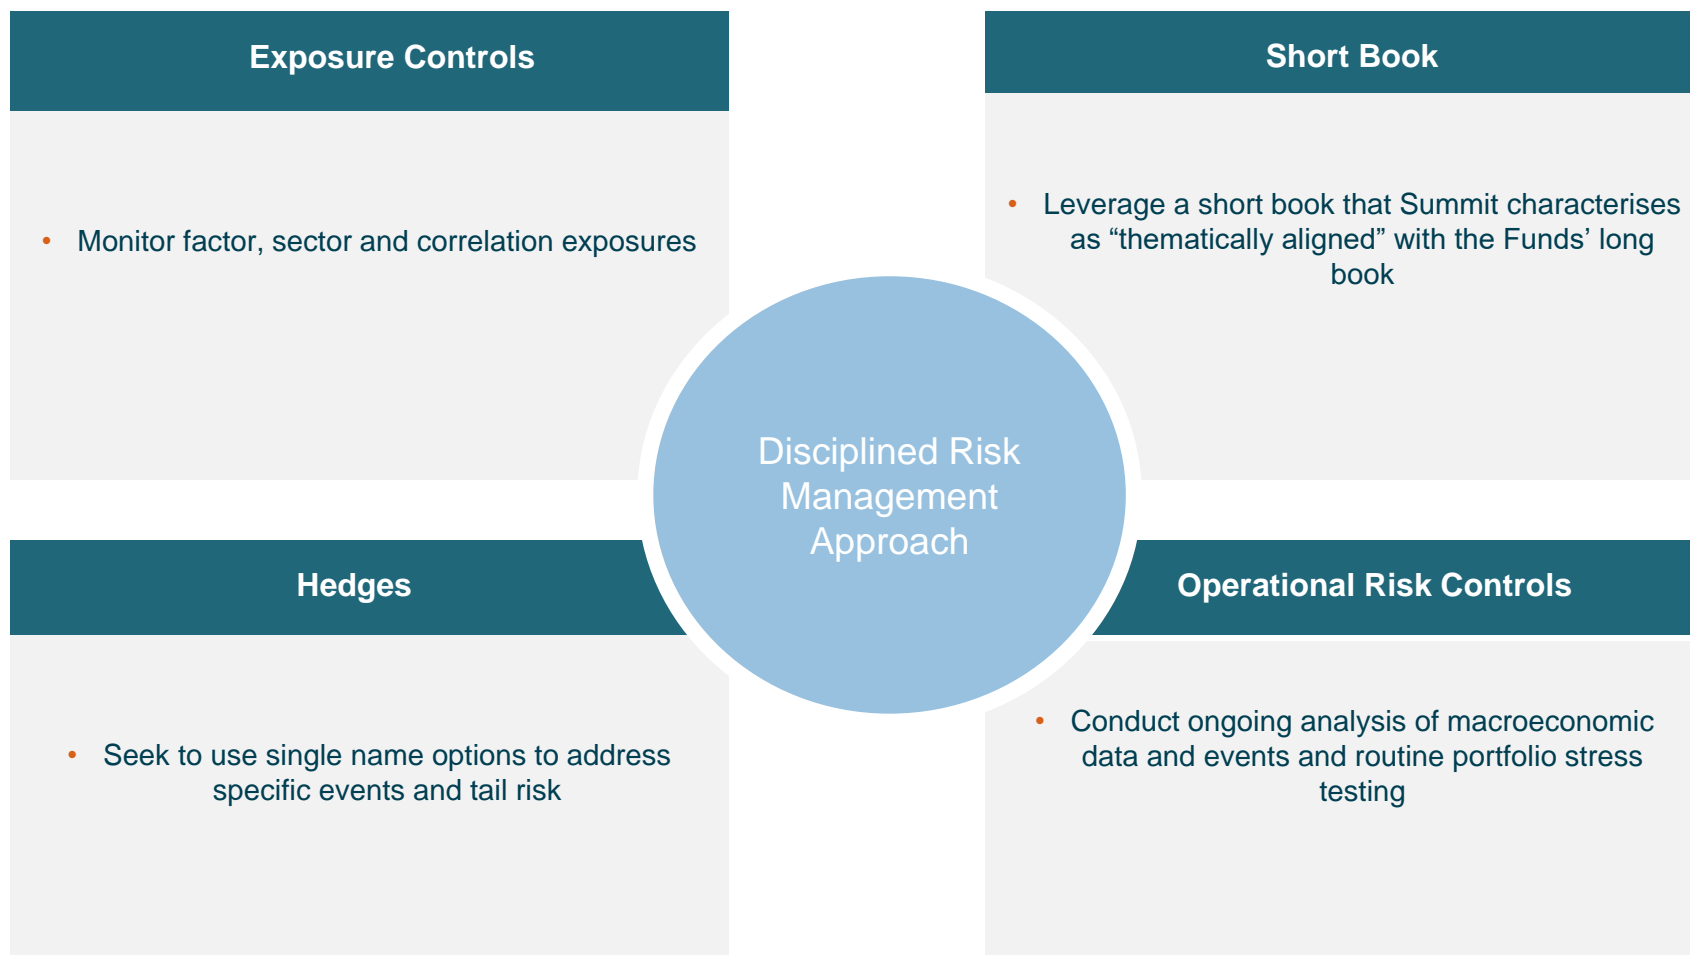 Exposure Controls
• Monitor factor, sector and correlation exposures
Short Book
• Leverage a short book that Summit characterises
as “thematically aligned” with the Funds’ long
book
Disciplined Risk
Management
Approach
Hedges
• Seek to use single name options to address
specific events and tail risk
Operational Risk Controls
• Conduct ongoing analysis of macroeconomic
data and events and routine portfolio stress
testing